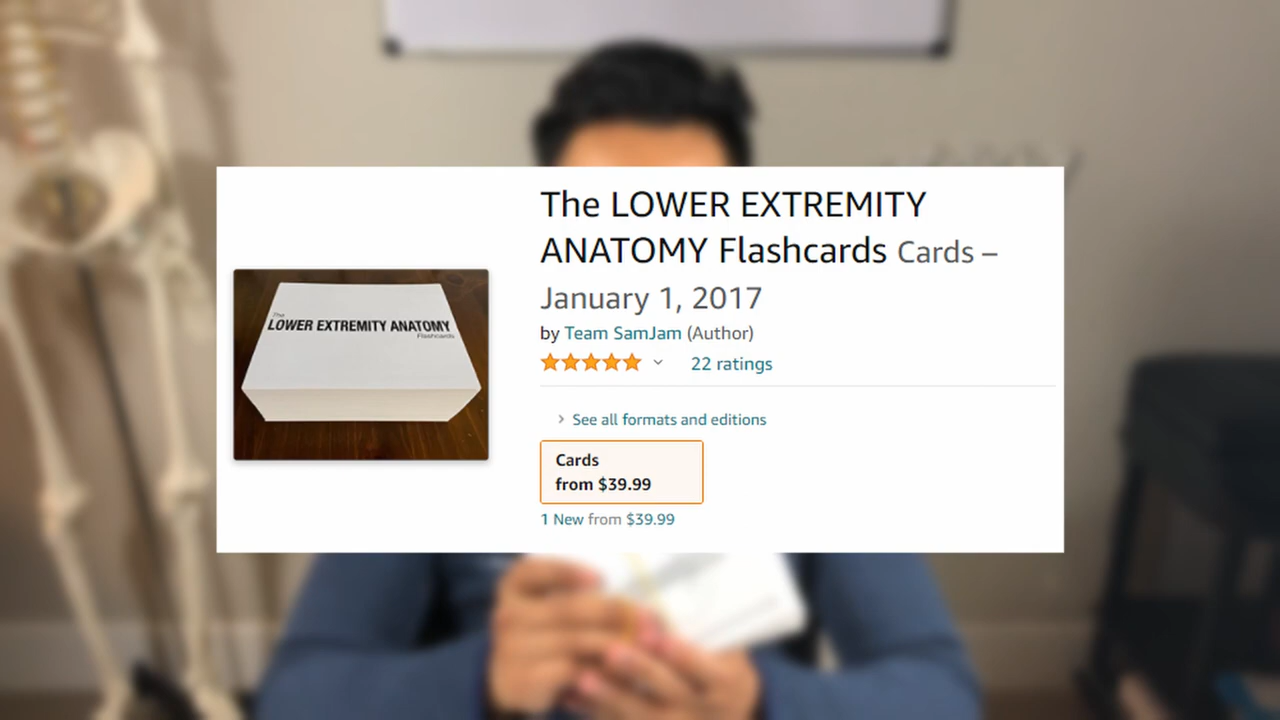 The LOWER EXTREMITY
ANATOMY Flashcards Cards –
January 1, 2017
by Team SamJam (Author)
22 ratings
See all formats and editions
Cards
from $39.99
1 New from $39.99
The
LOWER EXTREMITY ANATOMY
Flashcards